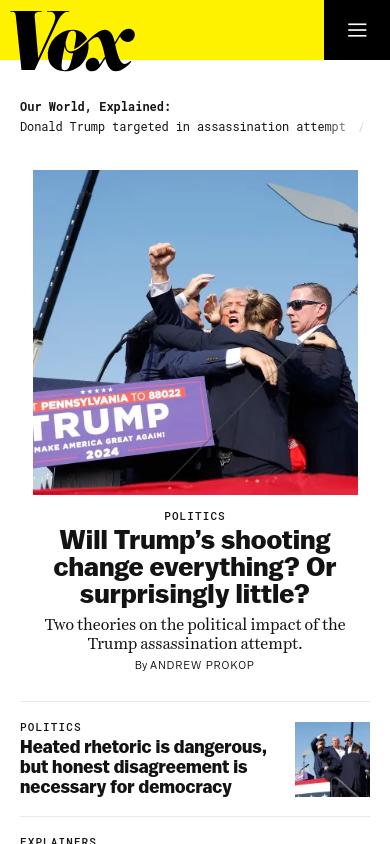 Vox
Our World, Explained:
Donald Trump targeted in assassination attempt /
PENNSYLVANIA TO 88022
TRUMP
MAKE AMERICA GREAT AGAIN!
2024
POLITICS
Will Trump’s shooting
change everything? Or
surprisingly little?
Two theories on the political impact of the
Trump assassination attempt.
By ANDREW PROKOP
POLITICS
Heated rhetoric is dangerous,
but honest disagreement is
necessary for democracy
EXPLAINERS